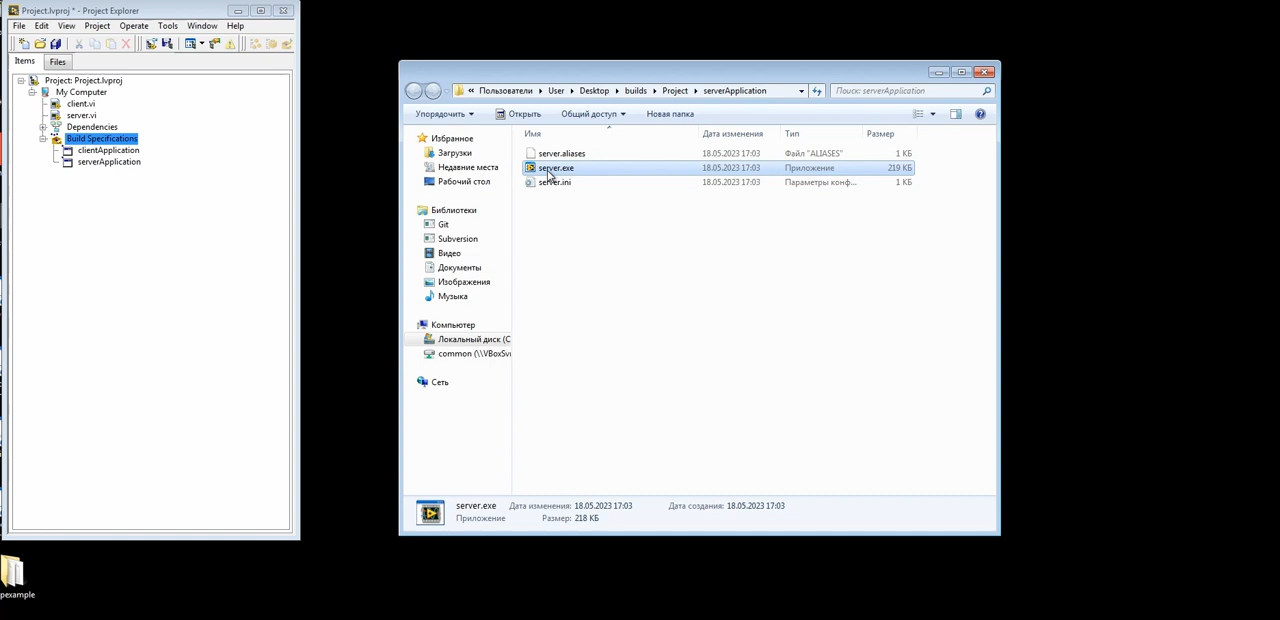 Project.lvproj * - Project Explorer
File Edit View Project Operate Tools Window Help
Items Files
Project: Project.lvproj
My Computer
client.vi
server.vi
Dependencies
Build Specifications
clientApplication
serverApplication
« Пользователи ▸ User ▸ Desktop ▸ builds ▸ Project ▸ serverApplication
Поиск: serverApplication
Упорядочить Открыть Общий доступ Новая папка
Избранное
Загрузки
Недавние места
Рабочий стол
Библиотеки
Git
Subversion
Видео
Документы
Изображения
Музыка
Компьютер
Локальный диск (C
common (\\VBoxSvr
Сеть
Имя Дата изменения Тип Размер
server.aliases 18.05.2023 17:03 Файл "ALIASES" 1 КБ
server.exe 18.05.2023 17:03 Приложение 219 КБ
server.ini 18.05.2023 17:03 Параметры конф... 1 КБ
server.exe Дата изменения: 18.05.2023 17:03 Дата создания: 18.05.2023 17:03
Приложение Размер: 218 КБ
pexample